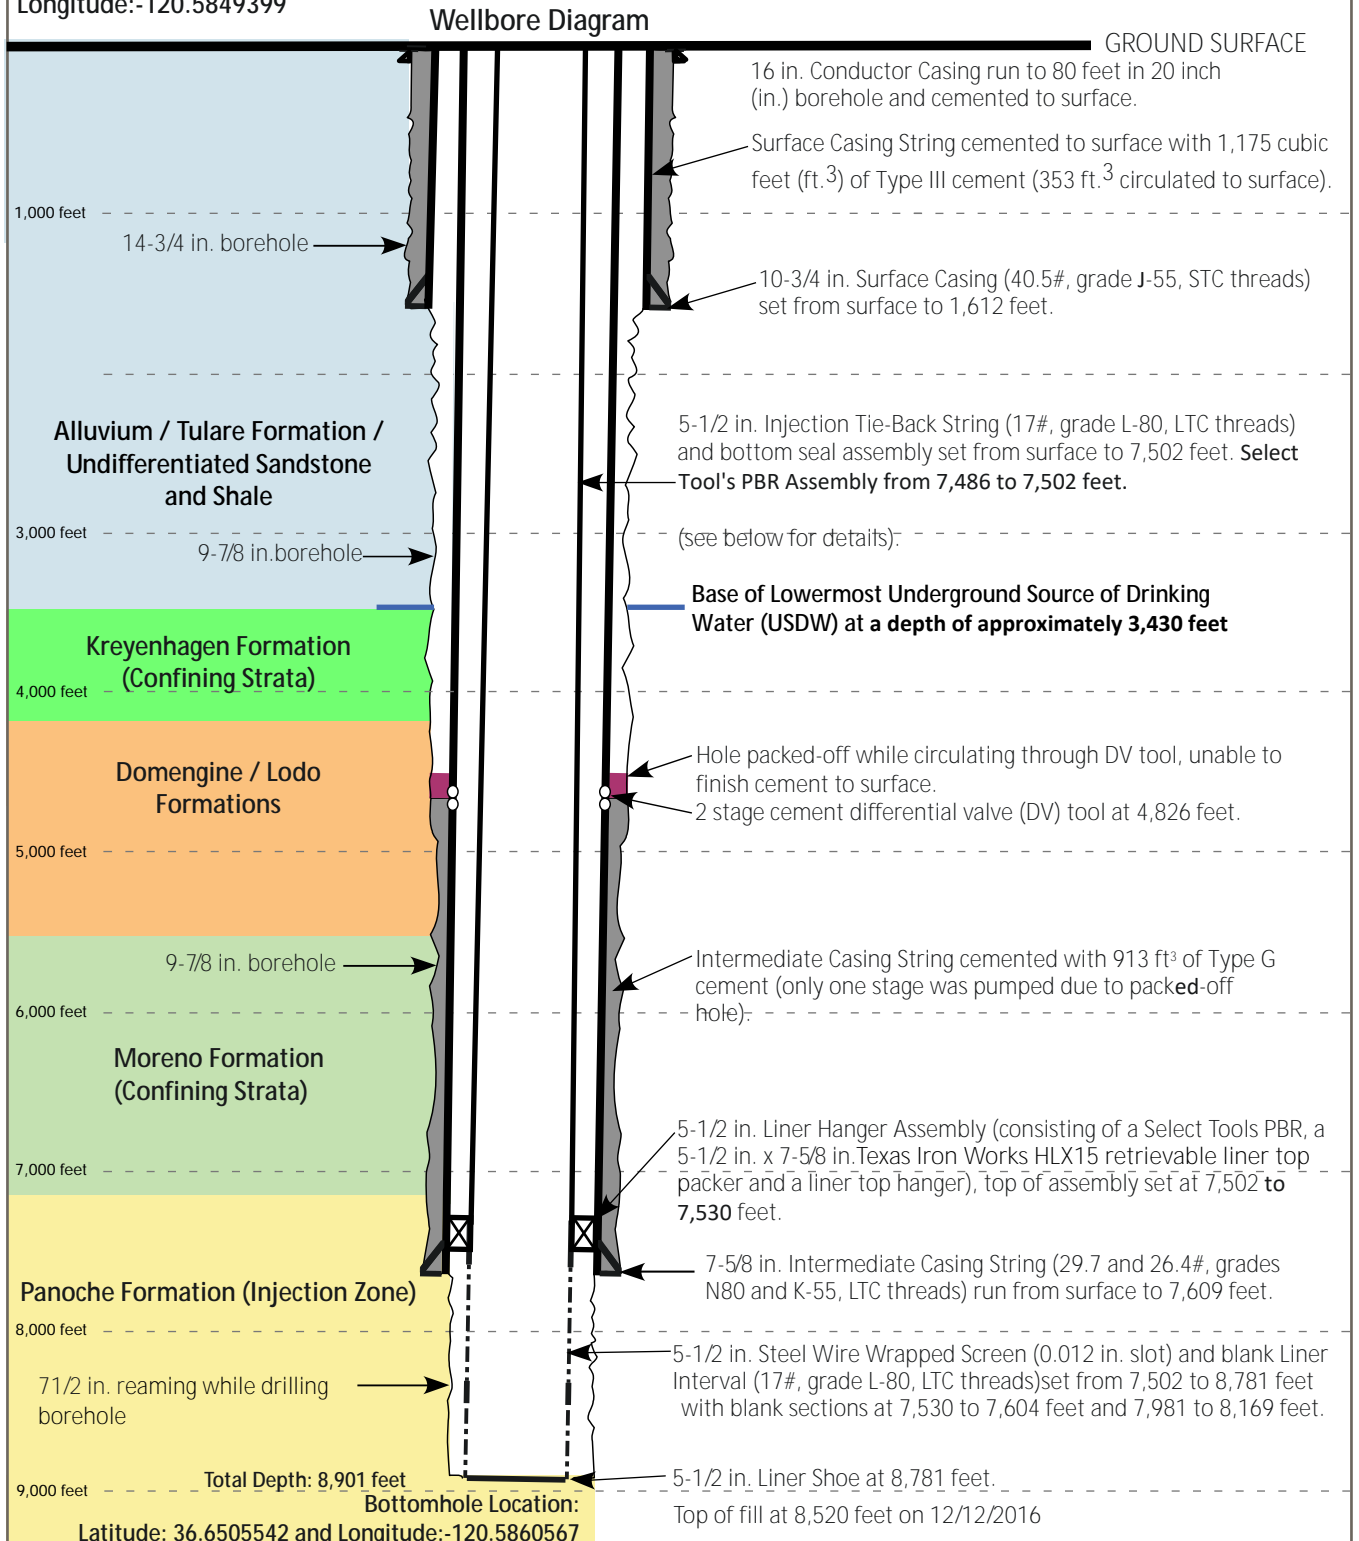 Longitude:-120.5849399
Wellbore Diagram
GROUND SURFACE
16 in. Conductor Casing run to 80 feet in 20 inch
(in.) borehole and cemented to surface.
Surface Casing String cemented to surface with 1,175 cubic
feet (ft.3) of Type III cement (353 ft.3 circulated to surface).
1,000 feet
14-3/4 in. borehole
10-3/4 in. Surface Casing (40.5#, grade J-55, STC threads)
set from surface to 1,612 feet.
Alluvium / Tulare Formation /
Undifferentiated Sandstone
and Shale
5-1/2 in. Injection Tie-Back String (17#, grade L-80, LTC threads)
and bottom seal assembly set from surface to 7,502 feet. Select
Tool's PBR Assembly from 7,486 to 7,502 feet.
3,000 feet
(see below for details).
9-7/8 in.borehole
Base of Lowermost Underground Source of Drinking
Water (USDW) at a depth of approximately 3,430 feet
Kreyenhagen Formation
(Confining Strata)
4,000 feet
Domengine / Lodo
Formations
Hole packed-off while circulating through DV tool, unable to
finish cement to surface.
2 stage cement differential valve (DV) tool at 4,826 feet.
5,000 feet
9-7/8 in. borehole
Intermediate Casing String cemented with 913 ft³ of Type G
cement (only one stage was pumped due to packed-off
hole).
6,000 feet
Moreno Formation
(Confining Strata)
5-1/2 in. Liner Hanger Assembly (consisting of a Select Tools PBR, a
5-1/2 in. x 7-5/8 in.Texas Iron Works HLX15 retrievable liner top
packer and a liner top hanger), top of assembly set at 7,502 to
7,530 feet.
7,000 feet
7-5/8 in. Intermediate Casing String (29.7 and 26.4#, grades
N80 and K-55, LTC threads) run from surface to 7,609 feet.
Panoche Formation (Injection Zone)
8,000 feet
5-1/2 in. Steel Wire Wrapped Screen (0.012 in. slot) and blank Liner
Interval (17#, grade L-80, LTC threads)set from 7,502 to 8,781 feet
with blank sections at 7,530 to 7,604 feet and 7,981 to 8,169 feet.
71/2 in. reaming while drilling
borehole
Total Depth: 8,901 feet
5-1/2 in. Liner Shoe at 8,781 feet.
9,000 feet
Bottomhole Location:
Latitude: 36.6505542 and Longitude:-120.5860567
Top of fill at 8,520 feet on 12/12/2016